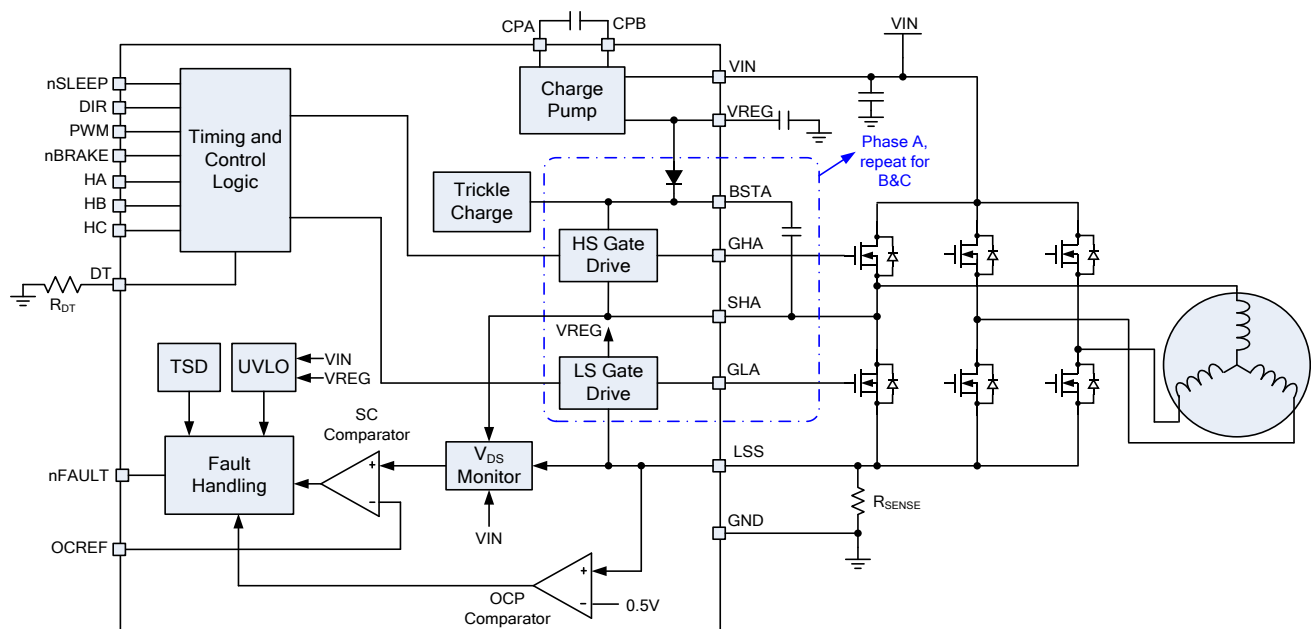 CPA
CPB
VIN
nSLEEP
DIR
PWM
nBRAKE
HA
HB
HC
DT
RDT
Timing and
Control
Logic
Charge
Pump
VIN
VREG
Phase A,
repeat for
B&C
Trickle
Charge
BSTA
HS Gate
Drive
GHA
SHA
VREG
LS Gate
Drive
GLA
TSD
UVLO
VIN
VREG
SC
Comparator
+
−
VDS
Monitor
VIN
LSS
RSENSE
GND
nFAULT
Fault
Handling
OCREF
+
−
0.5V
OCP
Comparator